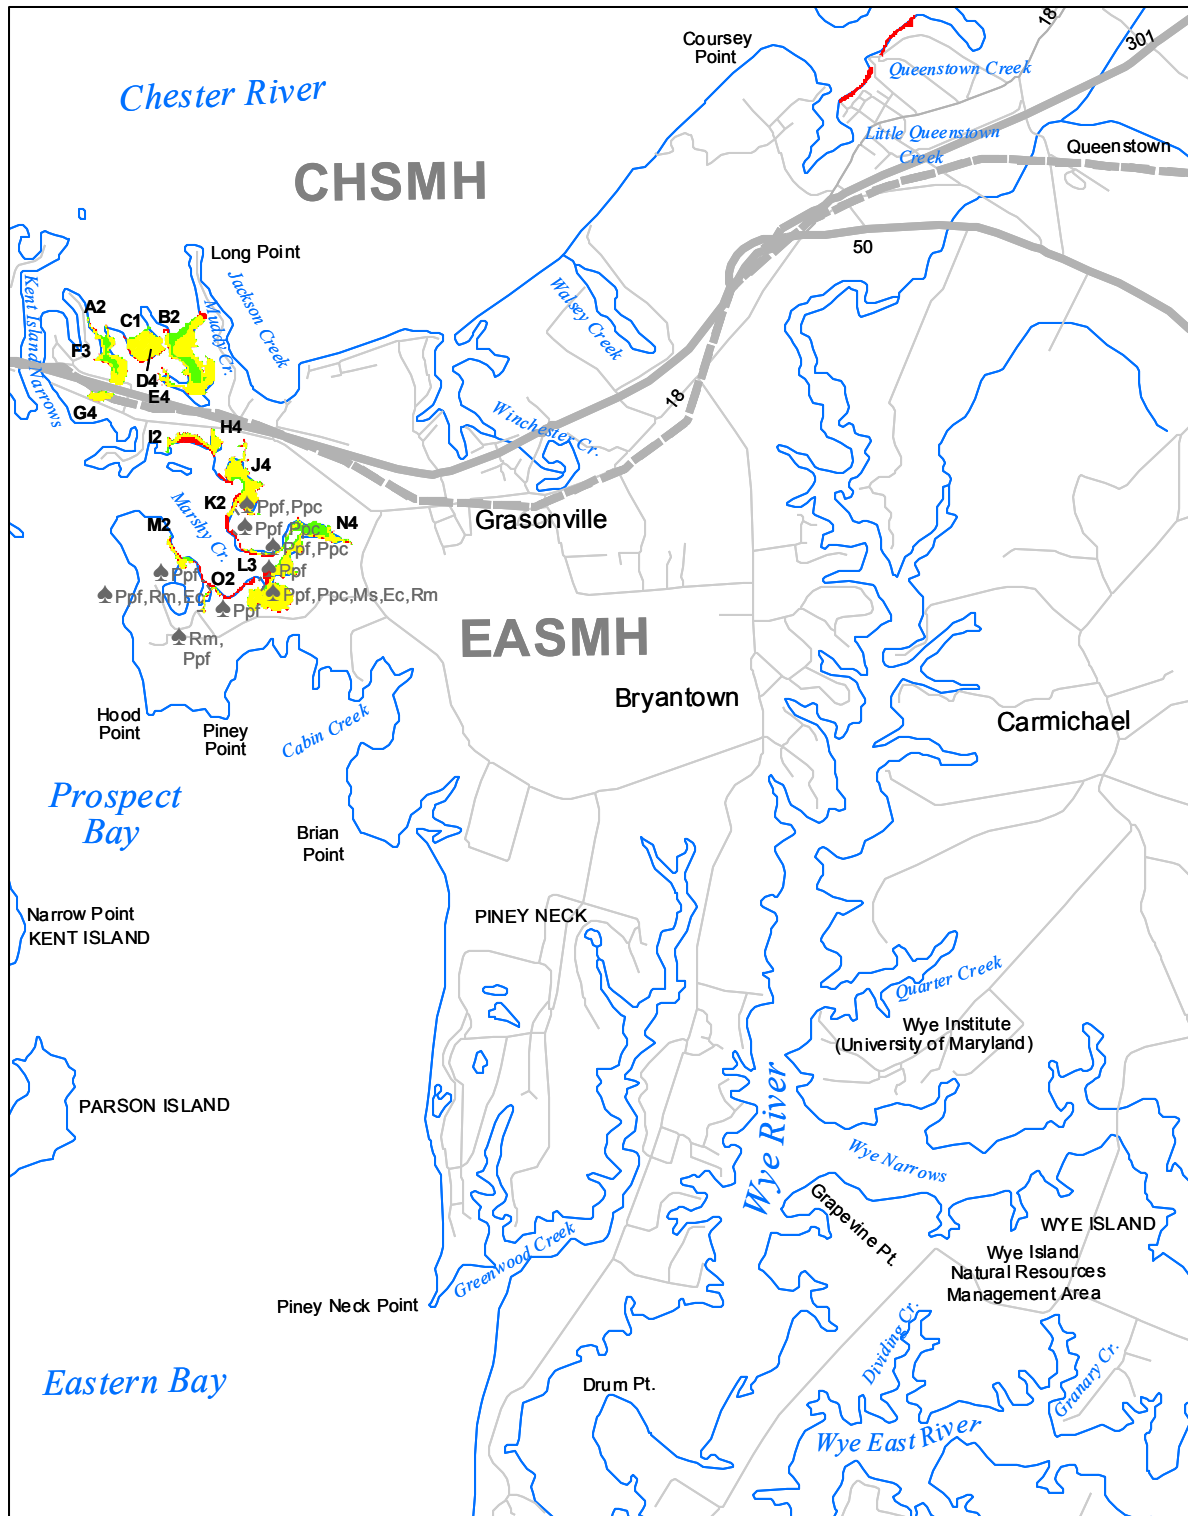 18
301
Coursey
Point
Queenstown Creek
Chester River
Little Queenstown
Creek
Queenstown
CHSMH
50
Long Point
Kent Island Narrows
Jackson Creek
Muddy Cr.
Walsey Creek
A2
C1
B2
F3
D4
E4
G4
18
Winchester Cr.
I2
H4
J4
K2
Ppf,Ppc
Marshy Cr.
Grasonville
M2
Ppf,Ppc
N4
Ppf,Ppc
L3
Ppf
Ppf
O2
Ppf,Rm,Ec
Ppf,Ppc,Ms,Ec,Rm
Ppf
Rm,
Ppf
EASMH
Bryantown
Carmichael
Hood
Point
Piney
Point
Cabin Creek
Prospect
Bay
Brian
Point
Narrow Point
KENT ISLAND
PINEY NECK
Quarter Creek
Wye Institute
(University of Maryland)
PARSON ISLAND
Wye River
Wye Narrows
Grapevine Pt.
WYE ISLAND
Wye Island
Natural Resources
Management Area
Greenwood Creek
Piney Neck Point
Dividing Cr.
Granary Cr.
Eastern Bay
Drum Pt.
Wye East River